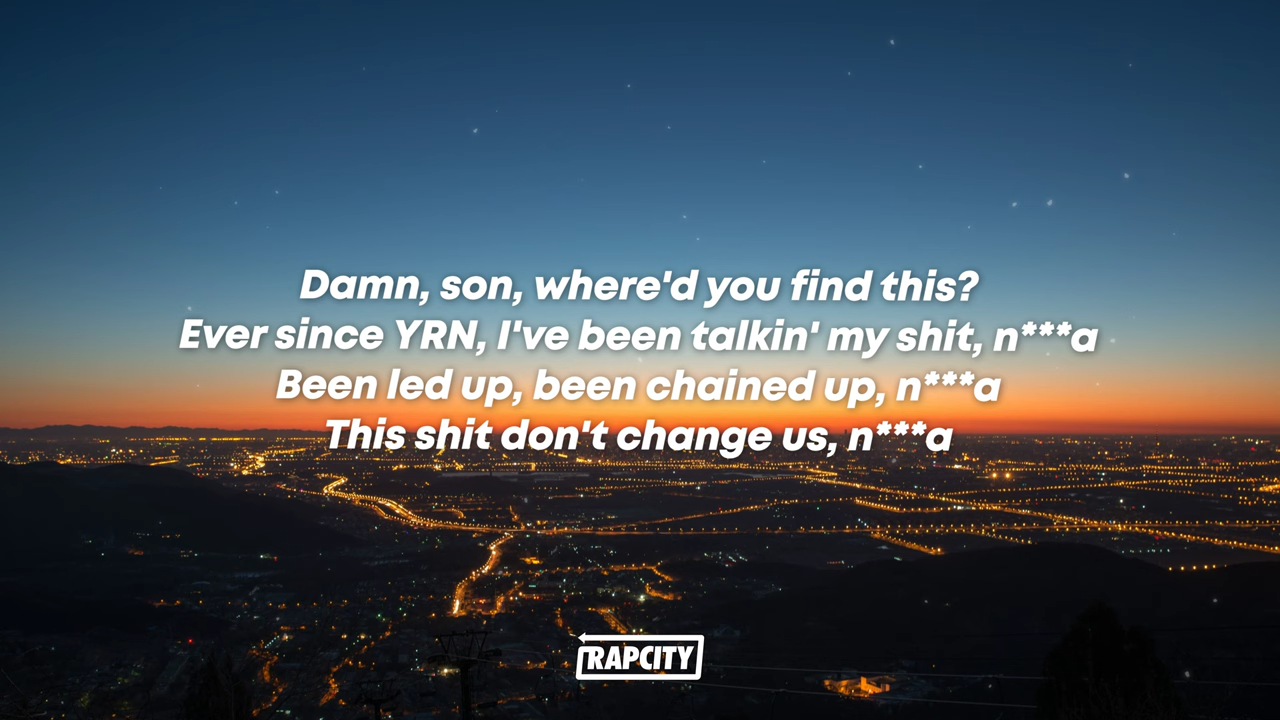 Damn, son, where'd you find this?
Ever since YRN, I've been talkin' my shit, n***a
Been led up, been chained up, n***a
This shit don't change us, n***a
RAPCITY